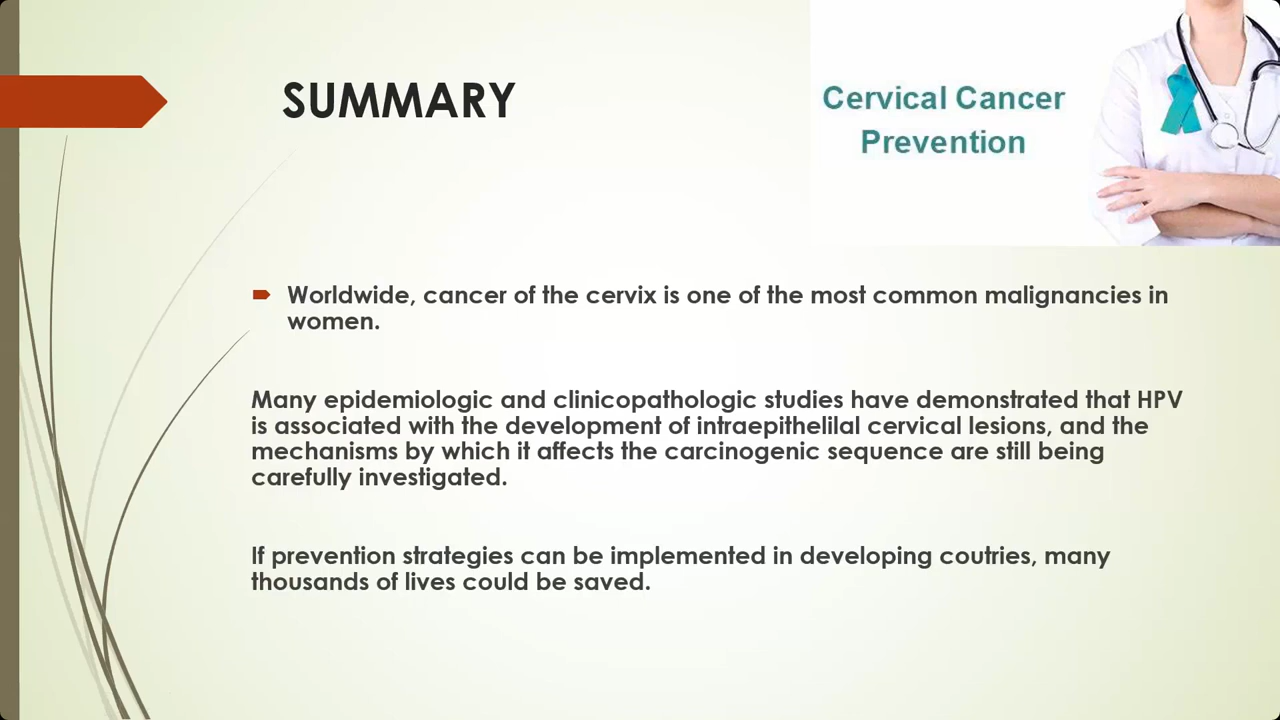 SUMMARY
Cervical Cancer
Prevention
Worldwide, cancer of the cervix is one of the most common malignancies in
women.
Many epidemiologic and clinicopathologic studies have demonstrated that HPV
is associated with the development of intraepithelilal cervical lesions, and the
mechanisms by which it affects the carcinogenic sequence are still being
carefully investigated.
If prevention strategies can be implemented in developing coutries, many
thousands of lives could be saved.